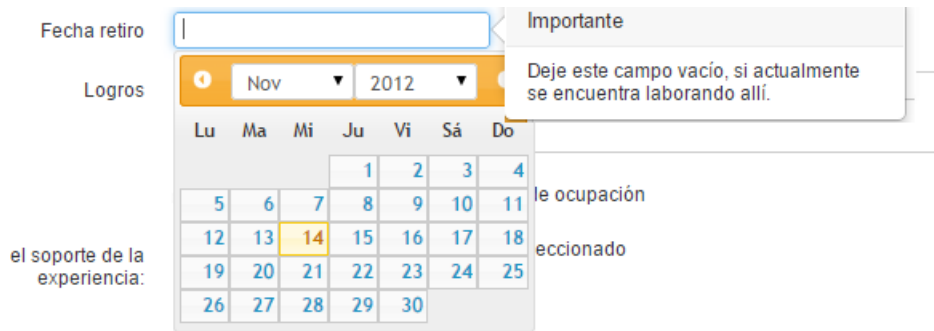 Fecha retiro
Importante
Deje este campo vacío, si actualmente
se encuentra laborando allí.
Logros
Nov 2012
Lu Ma Mi Ju Vi Sá Do
1 2 3 4
5 6 7 8 9 10 11
12 13 14 15 16 17 18
19 20 21 22 23 24 25
26 27 28 29 30
le ocupación
eccionado
el soporte de la
experiencia: